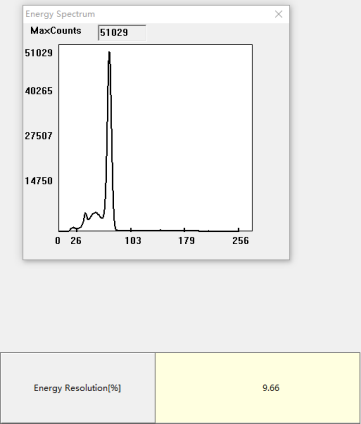 Energy Spectrum
MaxCounts 51029
51029
40265
27507
14750
0 26 103 179 256
Energy Resolution[%] 9.66